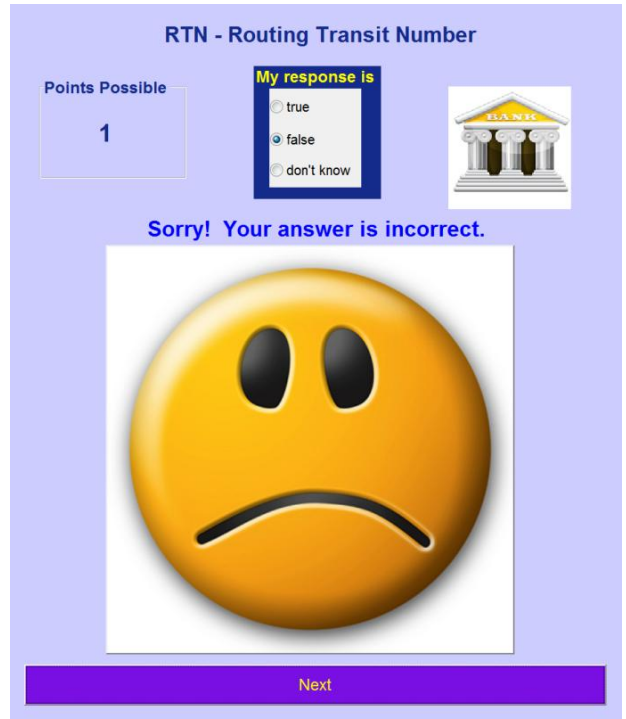 RTN - Routing Transit Number
Points Possible
1
My response is
true
false
don't know
BANK
Sorry!  Your answer is incorrect.
Next